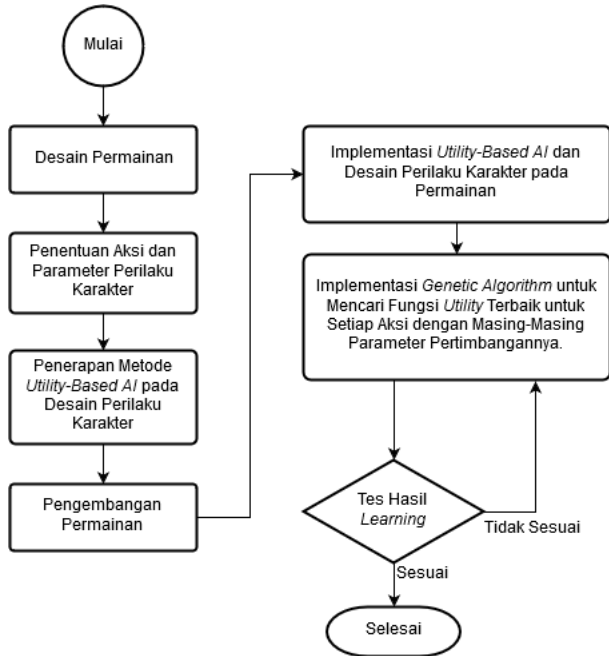 Mulai
Desain Permainan
Penentuan Aksi dan
Parameter Perilaku
Karakter
Penerapan Metode
Utility-Based AI pada
Desain Perilaku
Karakter
Pengembangan
Permainan
Implementasi Utility-Based AI dan
Desain Perilaku Karakter pada
Permainan
Implementasi Genetic Algorithm untuk
Mencari Fungsi Utility Terbaik untuk
Setiap Aksi dengan Masing-Masing
Parameter Pertimbangannya.
Tes Hasil
Learning
Tidak Sesuai
Sesuai
Selesai